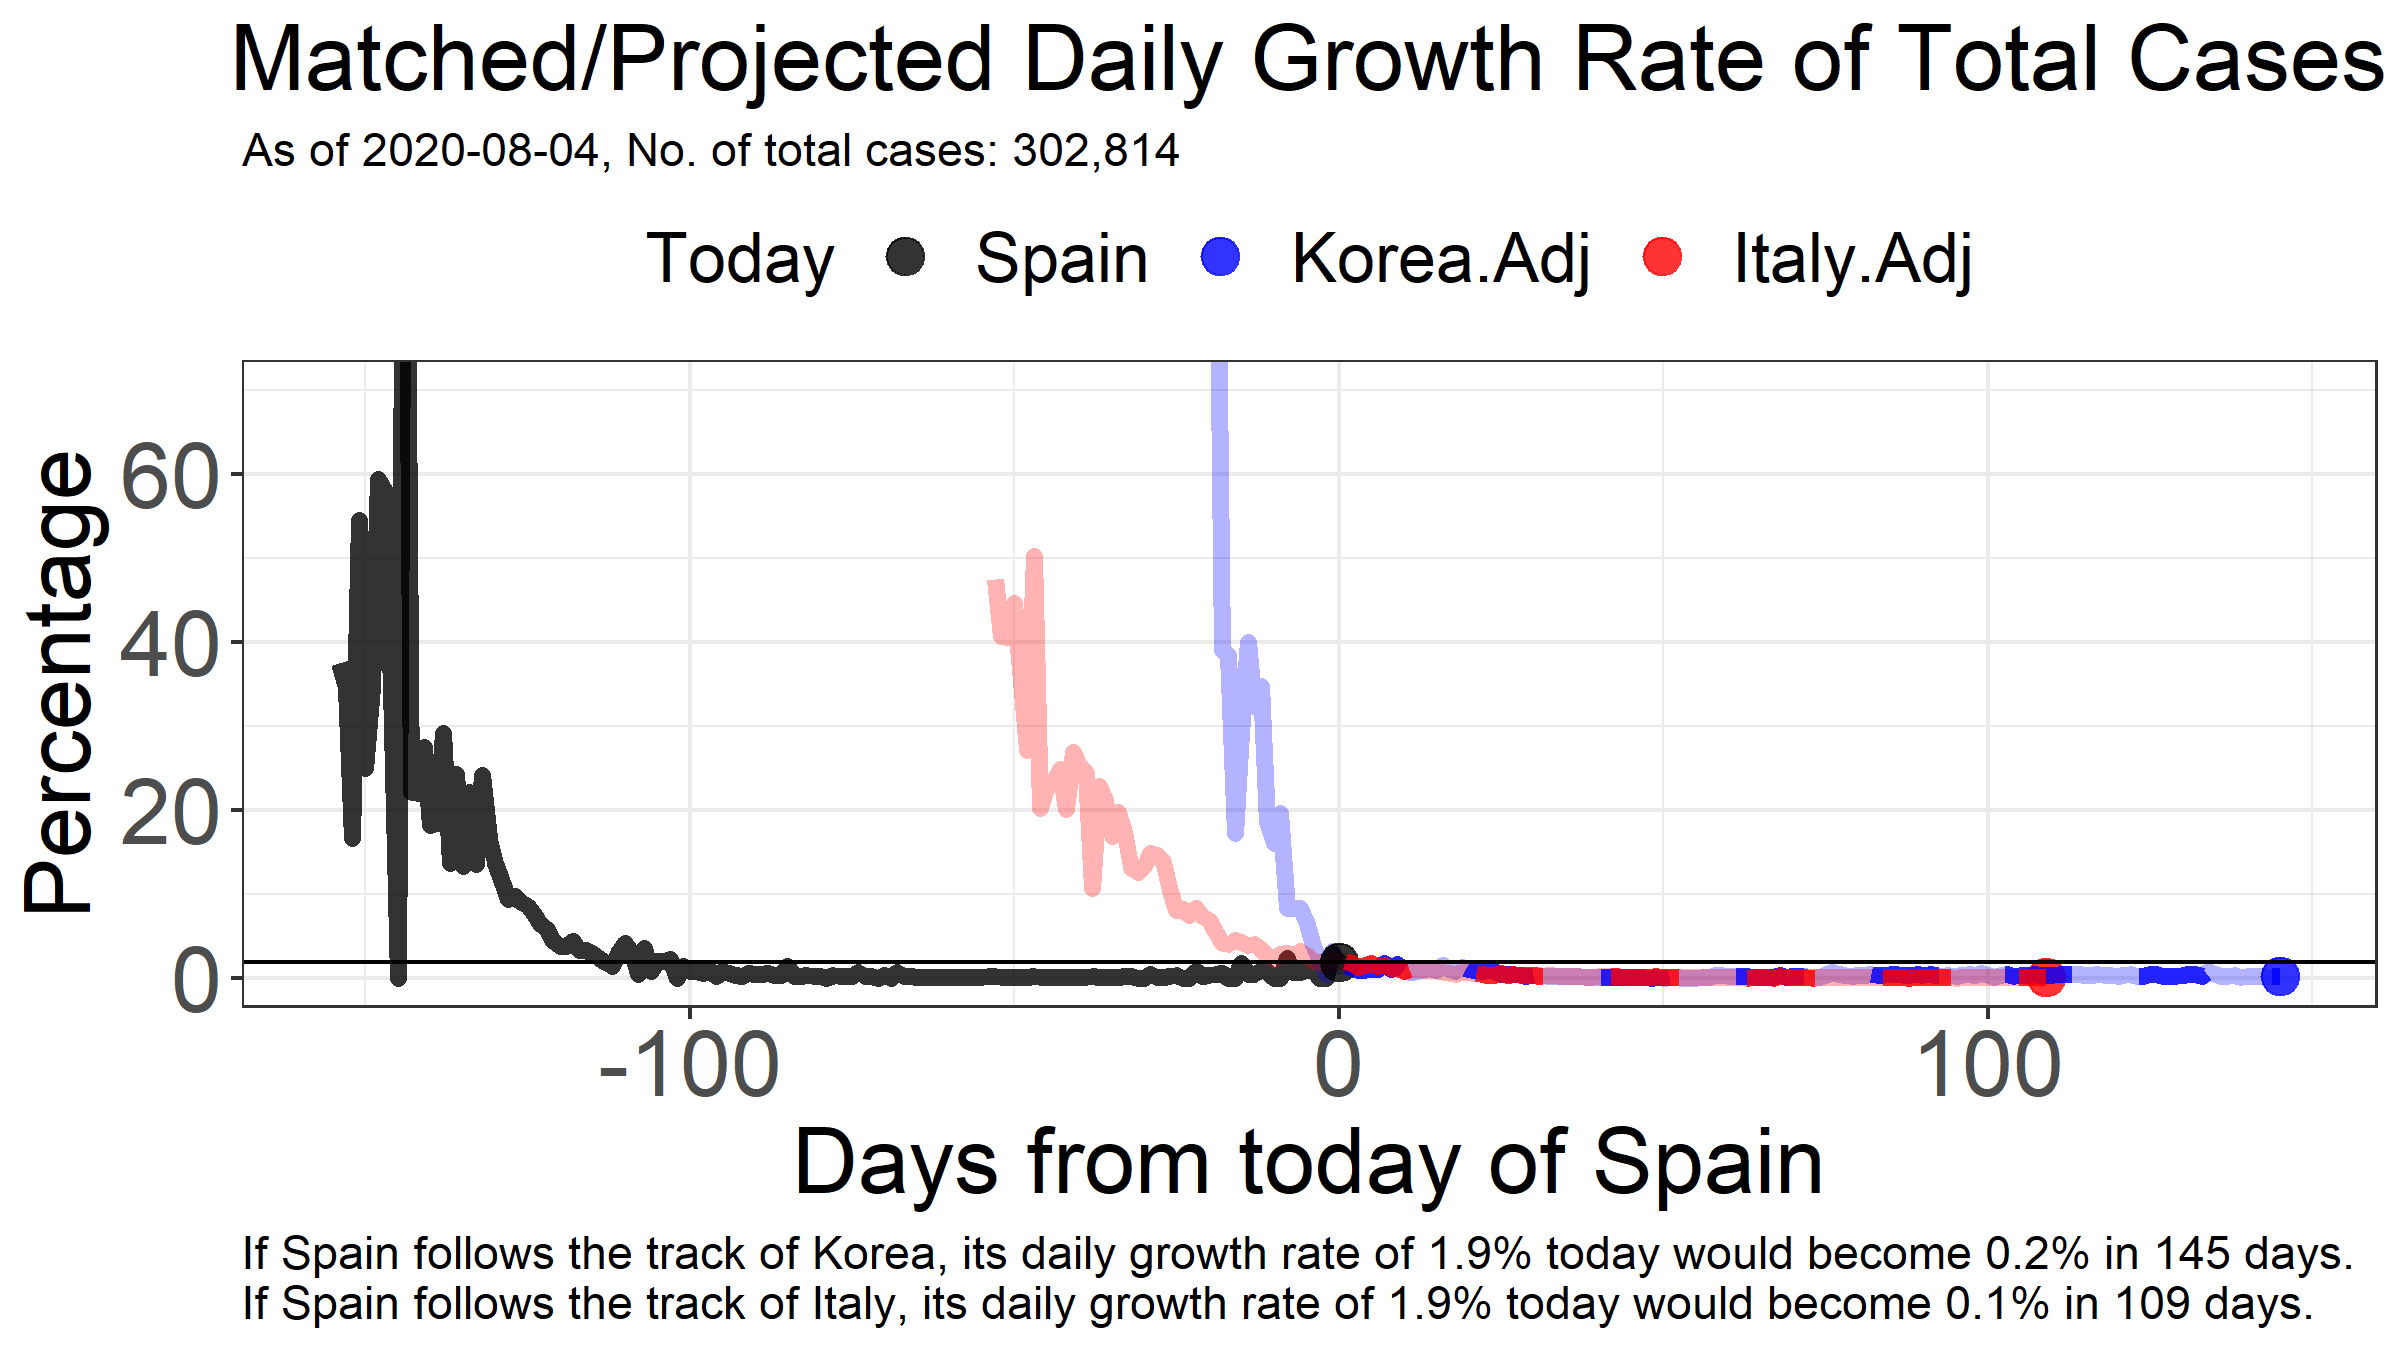 Matched/Projected Daily Growth Rate of Total Cases
As of 2020-08-04, No. of total cases: 302,814
Today Spain Korea.Adj Italy.Adj
Percentage
60
40
20
0
-100 0 100
Days from today of Spain
If Spain follows the track of Korea, its daily growth rate of 1.9% today would become 0.2% in 145 days.
If Spain follows the track of Italy, its daily growth rate of 1.9% today would become 0.1% in 109 days.